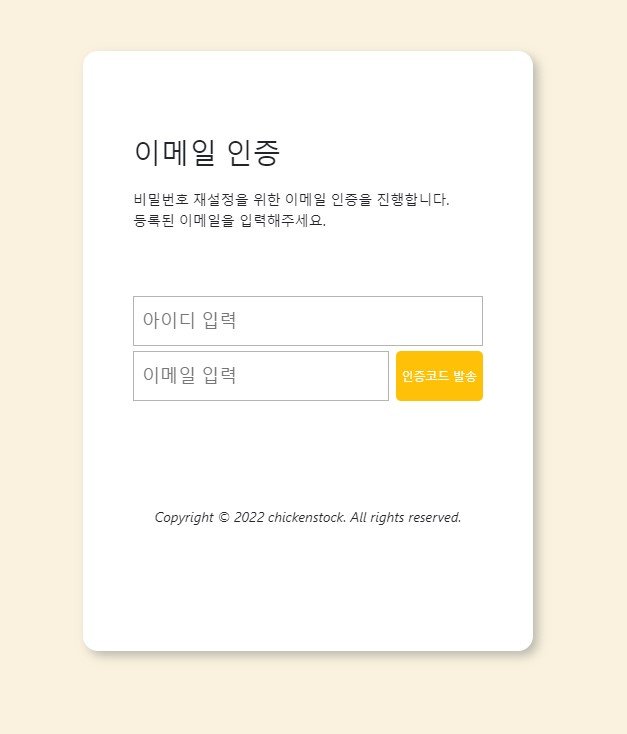 이메일 인증
비밀번호 재설정을 위한 이메일 인증을 진행합니다.
등록된 이메일을 입력해주세요.
아이디 입력
이메일 입력
인증코드 발송
Copyright © 2022 chickenstock. All rights reserved.